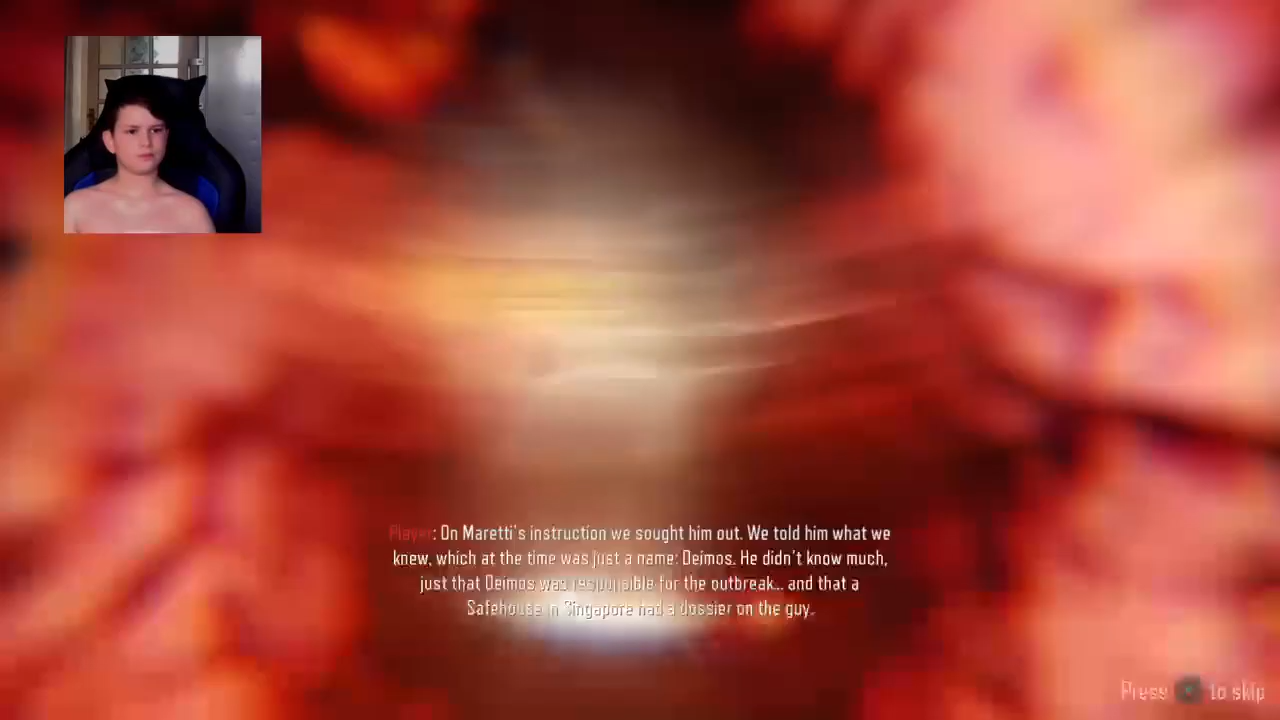 Player: On Maretti's instruction we sought him out. We told him what we
knew, which at the time was just a name: Deimos. He didn't know much,
just that Deimos was responsible for the outbreak... and that a
Safehouse in Singapore had a dossier on the guy.
Press to skip